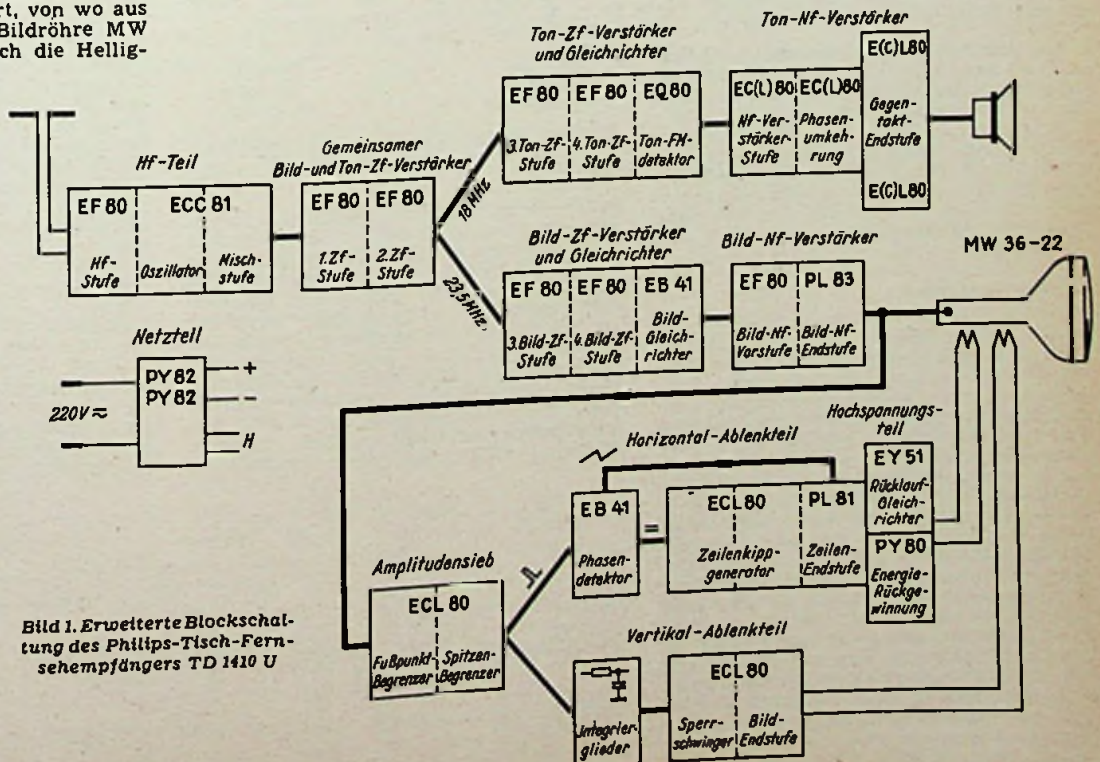 rt, von wo aus
Bildröhre MW
ch die Hellig-
Hf-Teil
EF 80
ECC 81
Hf-
Stufe
Oszillator
Misch-
stufe
Gemeinsamer
Bild-und Ton-Zf-Verstärker
EF 80
EF 80
1.Zf-
Stufe
2.Zf-
Stufe
18 MHz
23,5 MHz
Ton-Zf-Verstärker
und Gleichrichter
EF 80
EF 80
EQ 80
3.Ton-Zf-
Stufe
4.Ton-Zf-
Stufe
Ton-FM-
detektor
Ton-Nf-Verstärker
EC(L)80
EC(L)80
Nf-Ver-
stärker-
Stufe
Phasen-
umkeh-
rung
E(C)L80
Gegen-
takt-
Endstufe
E(C)L80
Bild-Zf-Verstärker
und Gleichrichter
EF 80
EF 80
EB 41
3.Bild-Zf-
Stufe
4.Bild-Zf-
Stufe
Bild-
Gleich-
richter
Bild-Nf-Verstärker
EF 80
PL 83
Bild-Nf-
Vorstufe
Bild-Nf-
Endstufe
MW 36-22
Netzteil
PY 82
PY 82
220V ≂
+
−
H
Horizontal-Ablenkteil
EB 41
Phasen-
detektor
=
ECL 80
Zeilenkipp-
generator
PL 81
Zeilen-
Endstufe
Hochspannungs-
teil
EY 51
Rücklauf-
Gleich-
richter
PY 80
Energie-
Rückge-
winnung
Amplitudensieb
ECL 80
Fußpunkt-
Begrenzer
Spitzen-
Begrenzer
Vertikal-Ablenkteil
Integrier-
glieder
ECL 80
Sperr-
schwinger
Bild-
Endstufe
Bild 1. Erweiterte Blockschal-
tung des Philips-Tisch-Fern-
sehempfängers TD 1410 U